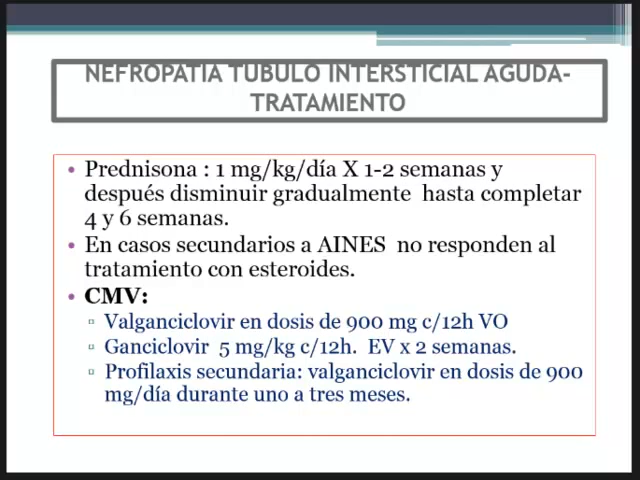 NEFROPATIA TUBULO INTERSTICIAL AGUDA-
TRATAMIENTO
• Prednisona : 1 mg/kg/día X 1-2 semanas y
después disminuir gradualmente hasta completar
4 y 6 semanas.
• En casos secundarios a AINES no responden al
tratamiento con esteroides.
• CMV:
▫ Valganciclovir en dosis de 900 mg c/12h VO
▫ Ganciclovir 5 mg/kg c/12h. EV x 2 semanas.
▫ Profilaxis secundaria: valganciclovir en dosis de 900
mg/día durante uno a tres meses.